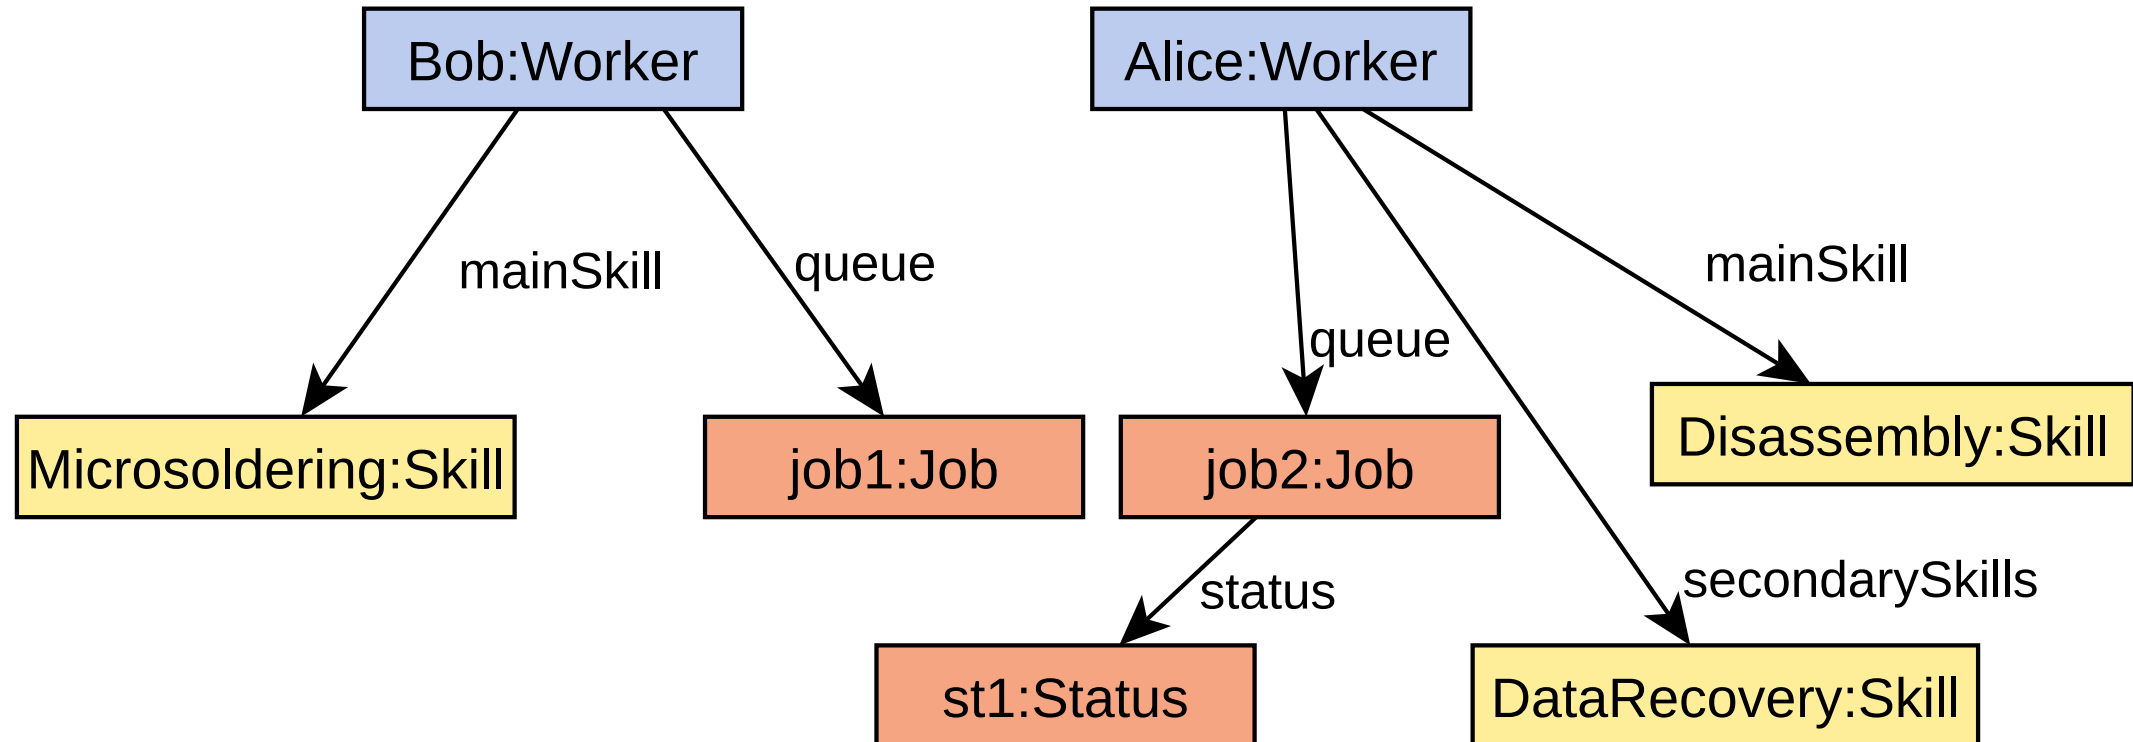 Bob:Worker
Alice:Worker
mainSkill
queue
mainSkill
queue
Microsoldering:Skill
job1:Job
job2:Job
Disassembly:Skill
status
secondarySkills
st1:Status
DataRecovery:Skill